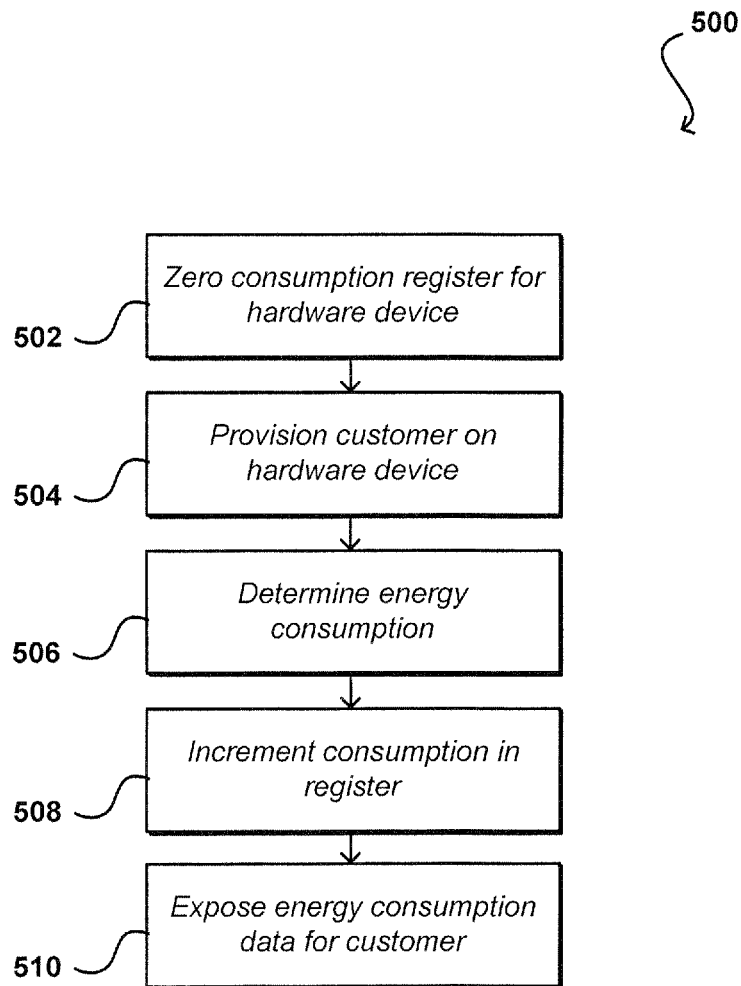 500
Zero consumption register for
hardware device
502
Provision customer on
hardware device
504
Determine energy
consumption
506
Increment consumption in
register
508
Expose energy consumption
data for customer
510